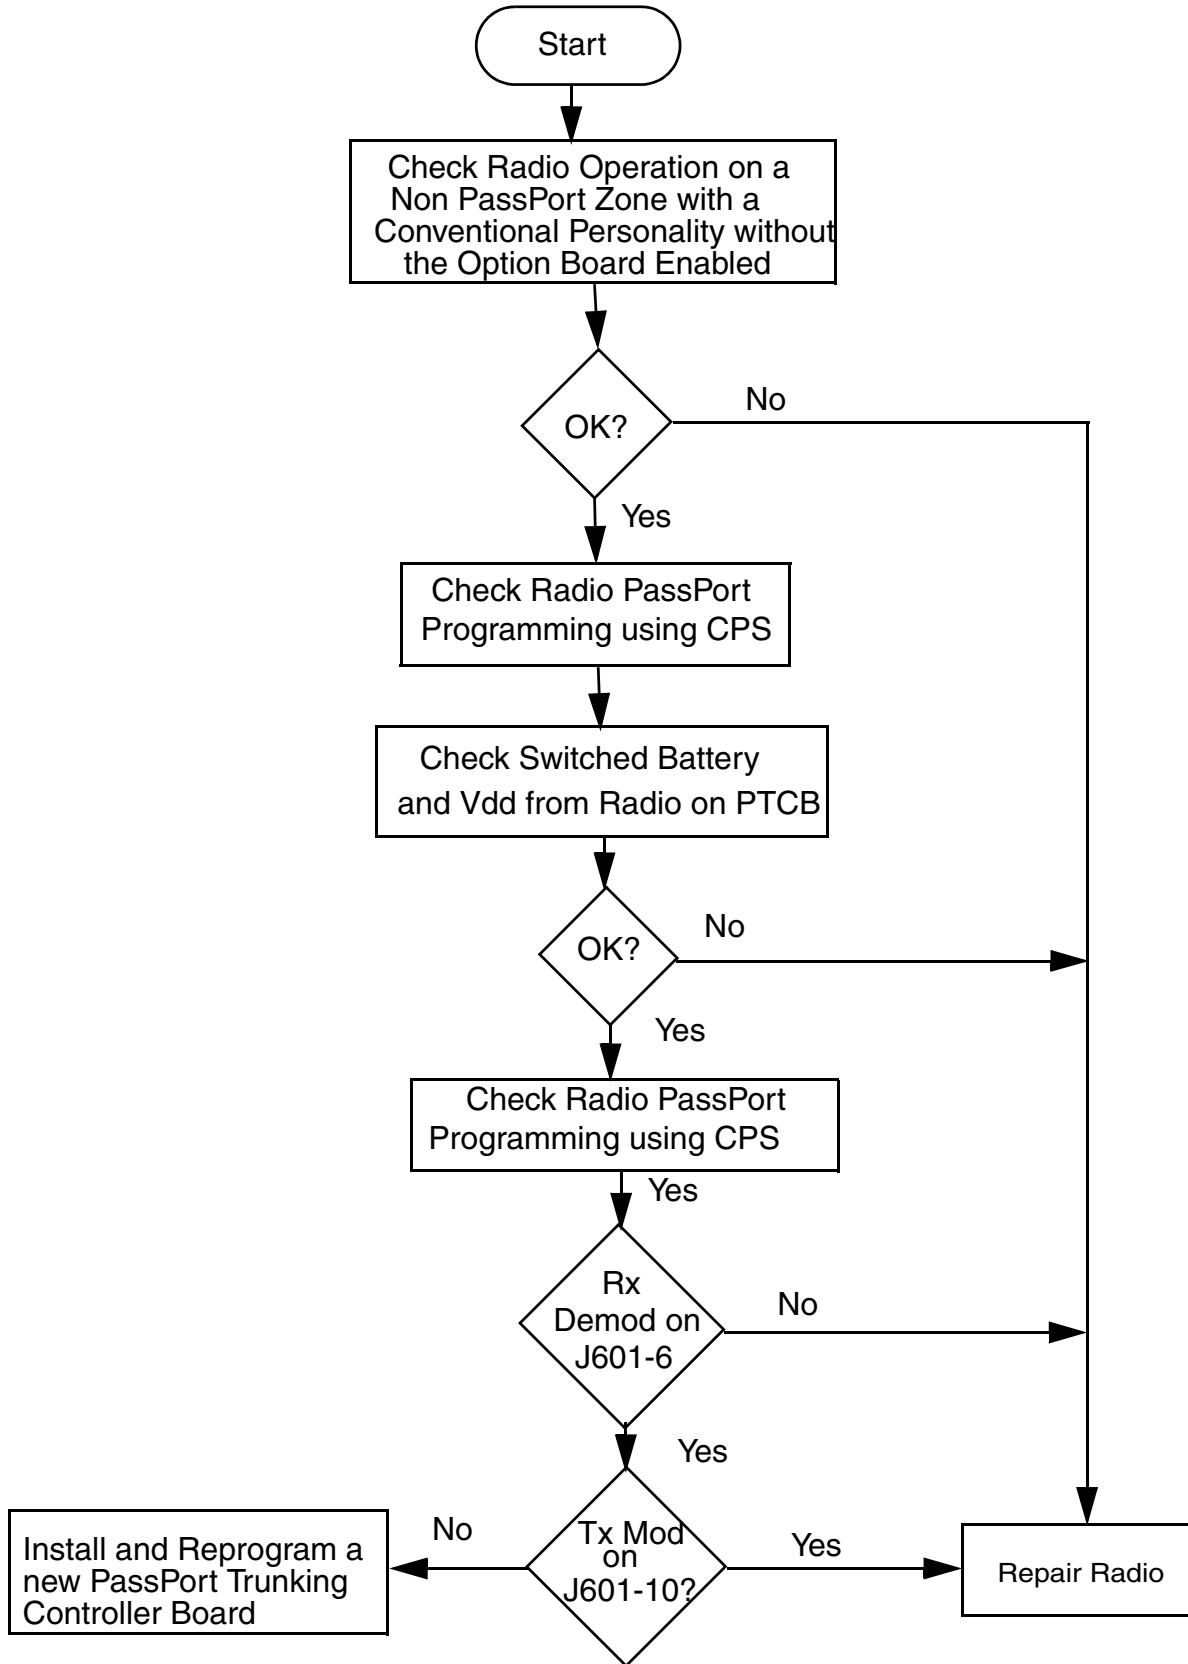 Start
Check Radio Operation on a
Non PassPort Zone with a
Conventional Personality without
the Option Board Enabled
No
OK?
Yes
Check Radio PassPort
Programming using CPS
Check Switched Battery
and Vdd from Radio on PTCB
No
OK?
Yes
Check Radio PassPort
Programming using CPS
Yes
Rx
Demod on
J601-6
No
Yes
Install and Reprogram a
new PassPort Trunking
Controller Board
No
Tx Mod
on
J601-10?
Yes
Repair Radio